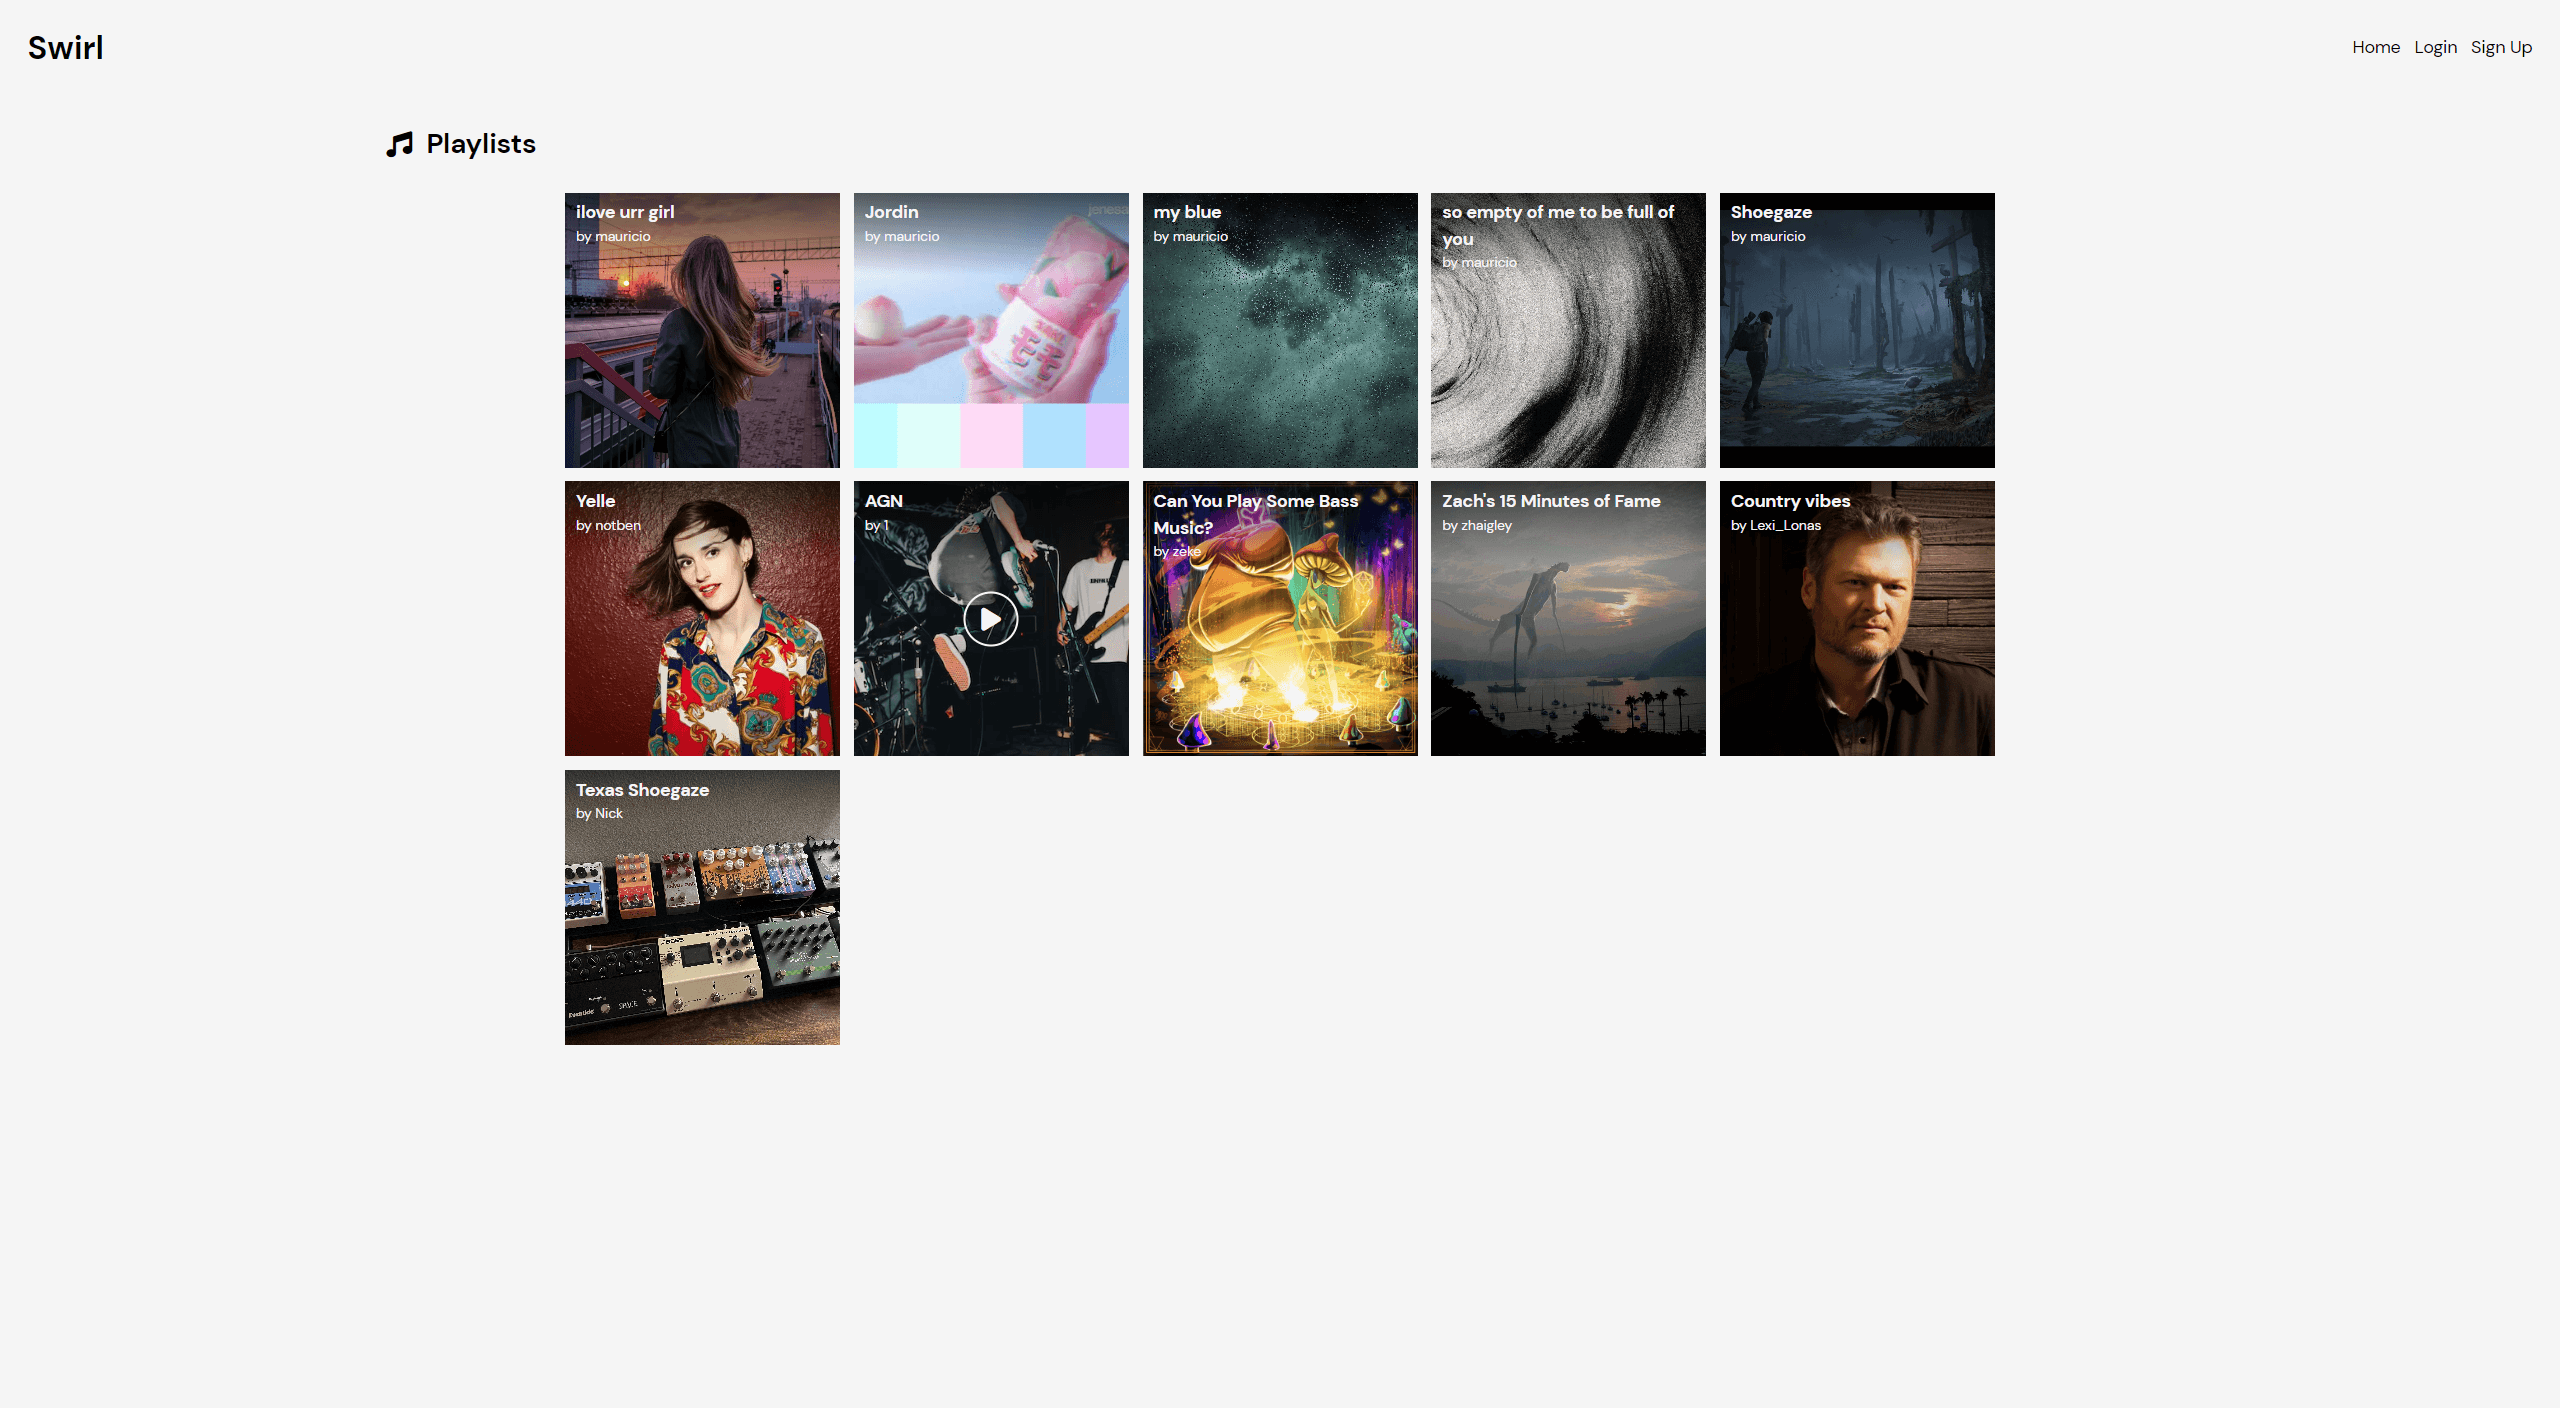 Swirl
Home Login Sign Up
Playlists
ilove urr girl
by mauricio
Jordin
by mauricio
jenesa
my blue
by mauricio
so empty of me to be full of
you
by mauricio
Shoegaze
by mauricio
Yelle
by notben
AGN
by 1
Can You Play Some Bass
Music?
by zeke
Zach's 15 Minutes of Fame
by zhaigley
Country vibes
by Lexi_Lonas
Texas Shoegaze
by Nick
SPACE